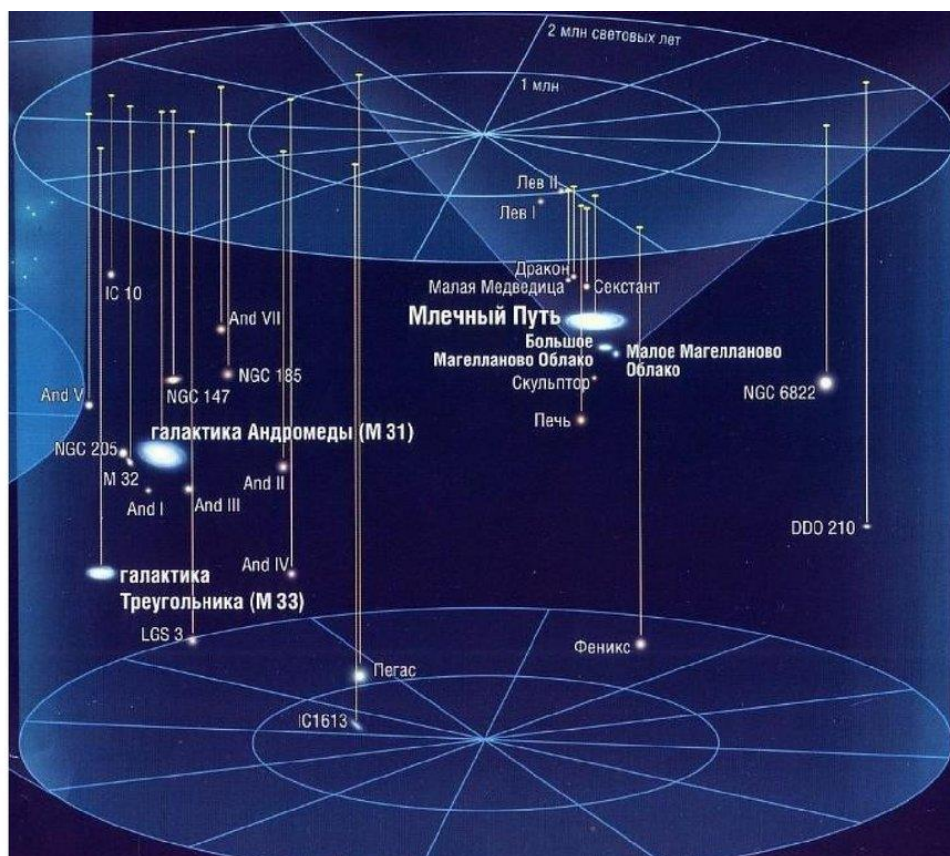 2 млн световых лет
1 млн
Лев II
Лев I
Дракон
Малая Медведица
Секстант
IC 10
And VII
Млечный Путь
Большое
Магелланово Облако
Малое Магелланово
Облако
Скульптор
NGC 185
NGC 147
NGC 6822
And V
Печь
галактика Андромеды (M 31)
NGC 205
M 32
And II
And I
And III
DDO 210
And IV
галактика
Треугольника (M 33)
LGS 3
Феникс
Пегас
IC1613